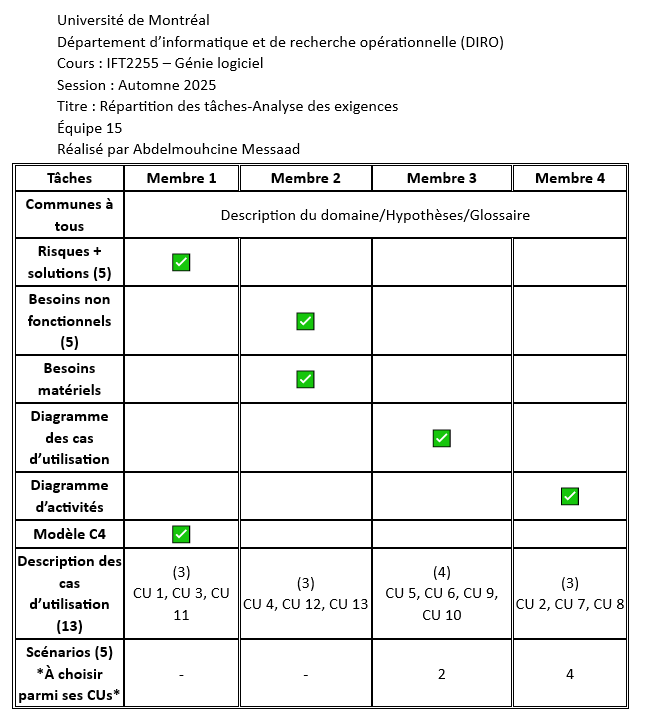 Université de Montréal
Département d’informatique et de recherche opérationnelle (DIRO)
Cours : IFT2255 – Génie logiciel
Session : Automne 2025
Titre : Répartition des tâches-Analyse des exigences
Équipe 15
Réalisé par Abdelmouhcine Messaad
Tâches Membre 1 Membre 2 Membre 3 Membre 4
Communes à
tous
Description du domaine/Hypothèses/Glossaire
Risques +
solutions (5)
✅
Besoins non
fonctionnels
(5)
✅
Besoins
matériels
✅
Diagramme
des cas
d’utilisation
✅
Diagramme
d’activités
✅
Modèle C4 ✅
Description des
cas
d’utilisation
(13)
(3)
CU 1, CU 3, CU
11
(3)
CU 4, CU 12, CU 13
(4)
CU 5, CU 6, CU 9,
CU 10
(3)
CU 2, CU 7, CU 8
Scénarios (5)
*À choisir
parmi ses CUs*
- - 2 4